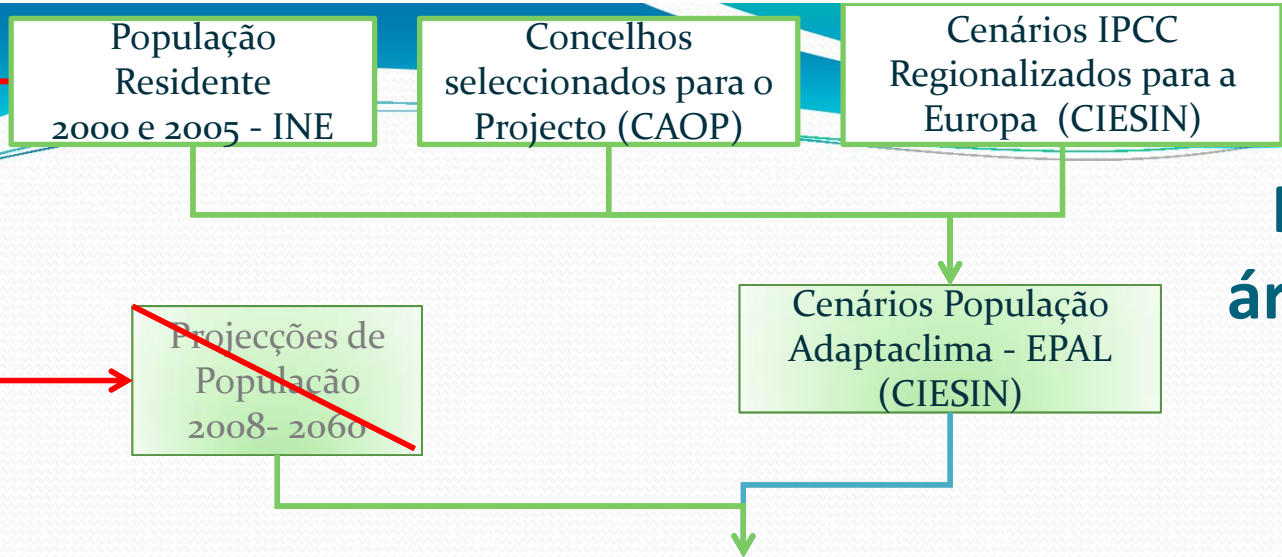 População
Residente
2000 e 2005 - INE
Concelhos
seleccionados para o
Projecto (CAOP)
Cenários IPCC
Regionalizados para a
Europa (CIESIN)
Projecções de
População
2008- 2060
Cenários População
Adaptaclima - EPAL
(CIESIN)